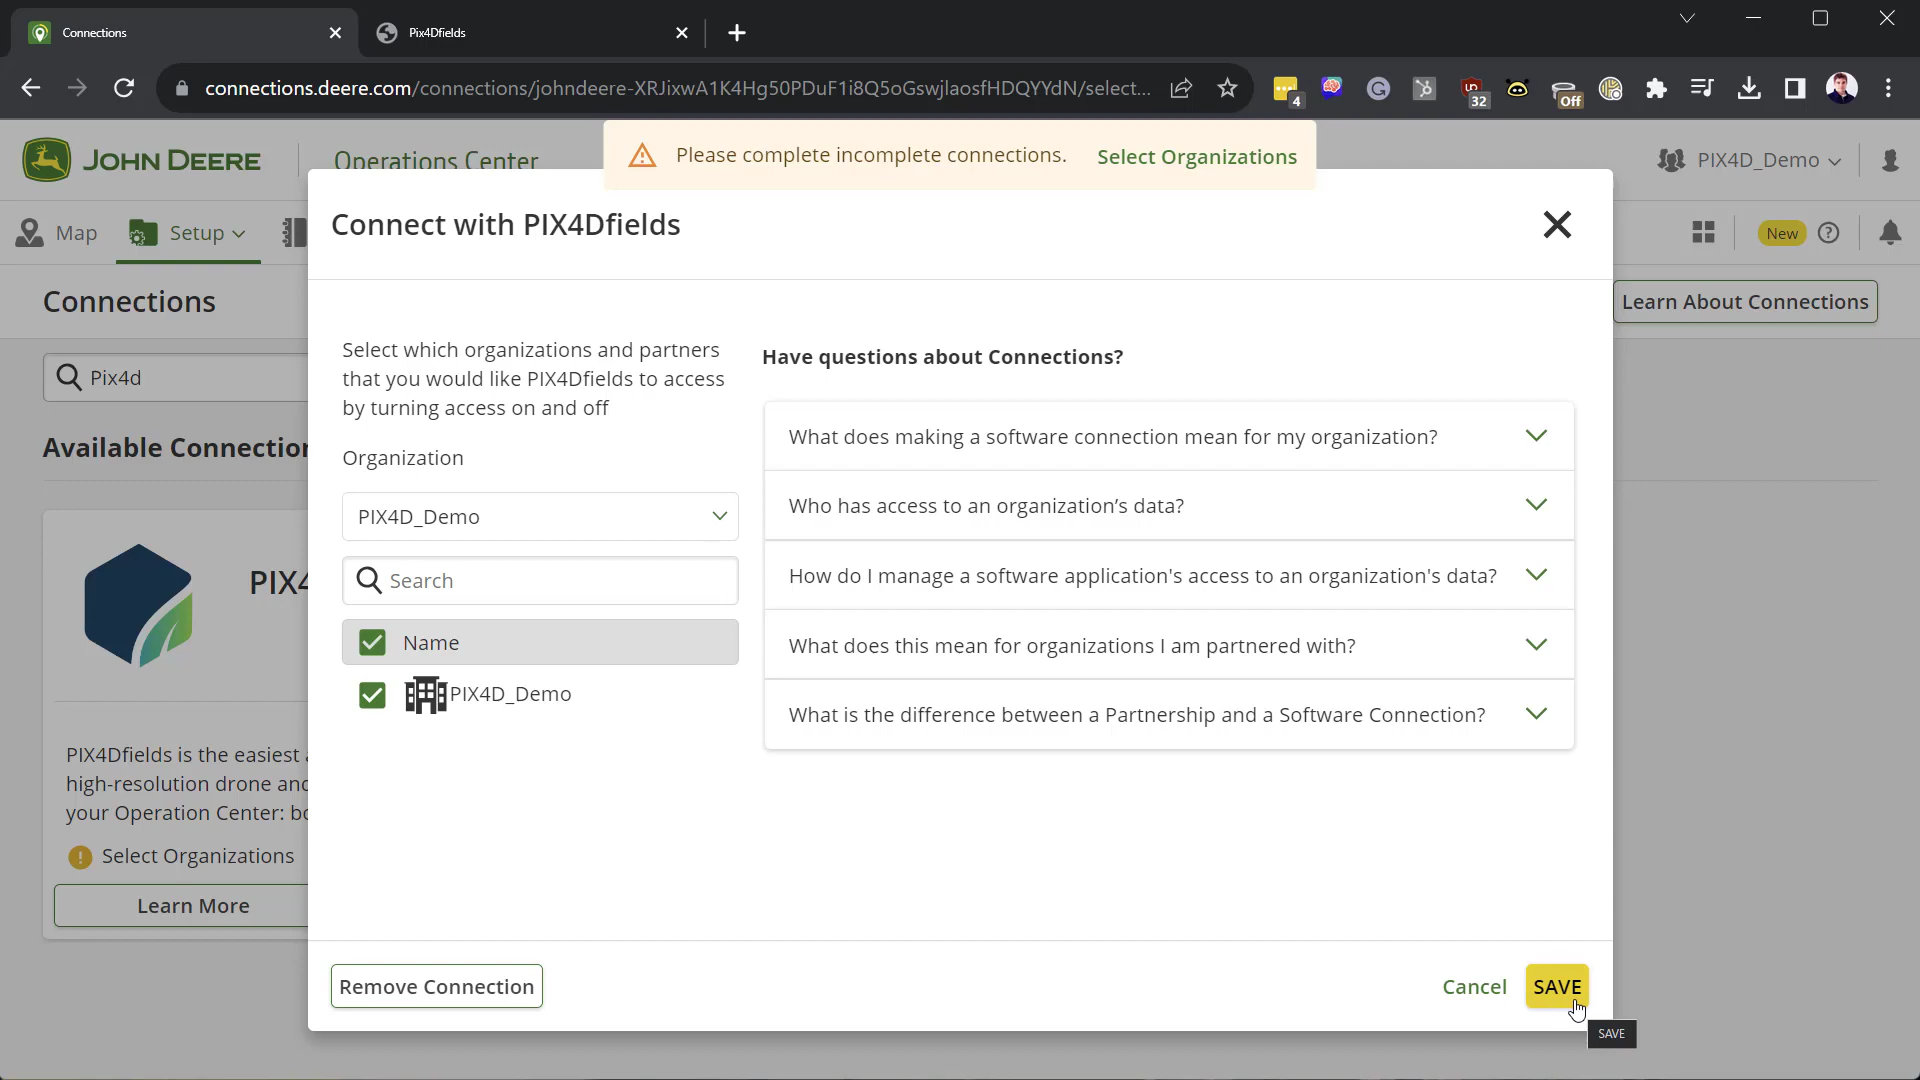 Connections
Pix4Dfields
connections.deere.com/connections/johndeere-XRJixwA1K4Hg50PDuF1i8Q5oGswjlaosfHDQYYdN/select...
4
32
Off
JOHN DEERE
Operations Center
Please complete incomplete connections.
Select Organizations
PIX4D_Demo
Map
Setup
New
Connections
Learn About Connections
Pix4d
Available Connection
PIX4
PIX4Dfields is the easiest
high-resolution drone and
your Operation Center: bo
Select Organizations
Learn More
Connect with PIX4Dfields
Select which organizations and partners
that you would like PIX4Dfields to access
by turning access on and off
Organization
PIX4D_Demo
Search
Name
PIX4D_Demo
Have questions about Connections?
What does making a software connection mean for my organization?
Who has access to an organization’s data?
How do I manage a software application's access to an organization's data?
What does this mean for organizations I am partnered with?
What is the difference between a Partnership and a Software Connection?
Remove Connection
Cancel
SAVE
SAVE